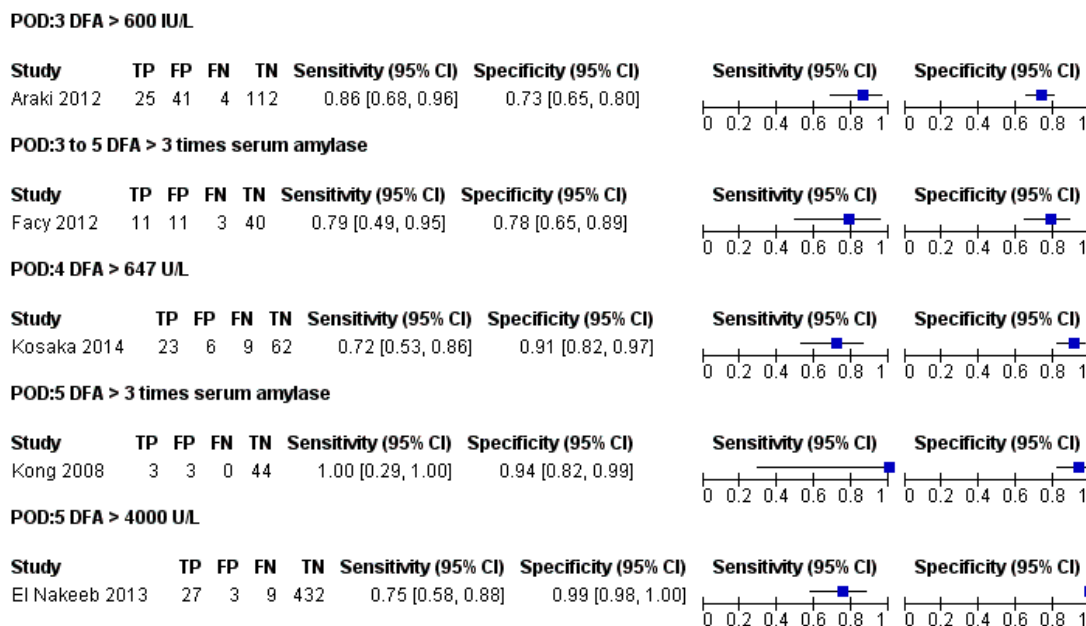 POD:3 DFA > 600 IU/L
Study TP FP FN TN Sensitivity (95% CI) Specificity (95% CI) Sensitivity (95% CI) Specificity (95% CI)
Araki 2012 25 41 4 112 0.86 [0.68, 0.96] 0.73 [0.65, 0.80]
0 0.2 0.4 0.6 0.8 1 0 0.2 0.4 0.6 0.8 1
POD:3 to 5 DFA > 3 times serum amylase
Study TP FP FN TN Sensitivity (95% CI) Specificity (95% CI) Sensitivity (95% CI) Specificity (95% CI)
Facy 2012 11 11 3 40 0.79 [0.49, 0.95] 0.78 [0.65, 0.89]
0 0.2 0.4 0.6 0.8 1 0 0.2 0.4 0.6 0.8 1
POD:4 DFA > 647 U/L
Study TP FP FN TN Sensitivity (95% CI) Specificity (95% CI) Sensitivity (95% CI) Specificity (95% CI)
Kosaka 2014 23 6 9 62 0.72 [0.53, 0.86] 0.91 [0.82, 0.97]
0 0.2 0.4 0.6 0.8 1 0 0.2 0.4 0.6 0.8 1
POD:5 DFA > 3 times serum amylase
Study TP FP FN TN Sensitivity (95% CI) Specificity (95% CI) Sensitivity (95% CI) Specificity (95% CI)
Kong 2008 3 3 0 44 1.00 [0.29, 1.00] 0.94 [0.82, 0.99]
0 0.2 0.4 0.6 0.8 1 0 0.2 0.4 0.6 0.8 1
POD:5 DFA > 4000 U/L
Study TP FP FN TN Sensitivity (95% CI) Specificity (95% CI) Sensitivity (95% CI) Specificity (95% CI)
El Nakeeb 2013 27 3 9 432 0.75 [0.58, 0.88] 0.99 [0.98, 1.00]
0 0.2 0.4 0.6 0.8 1 0 0.2 0.4 0.6 0.8 1